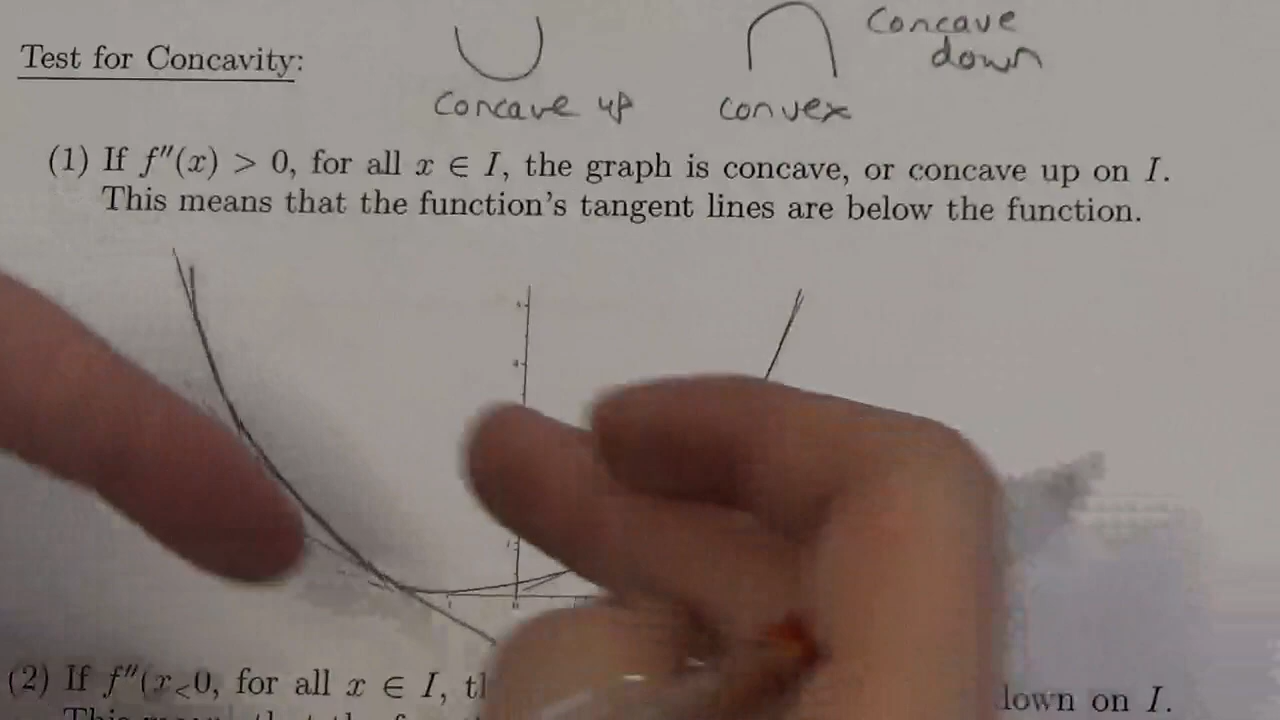 Concave
down
Test for Concavity:
Concave up
convex
(1) If f″(x) > 0, for all x ∈ I, the graph is concave, or concave up on I.
This means that the function's tangent lines are below the function.
(2) If f″(x<0, for all x ∈ I, down on I.